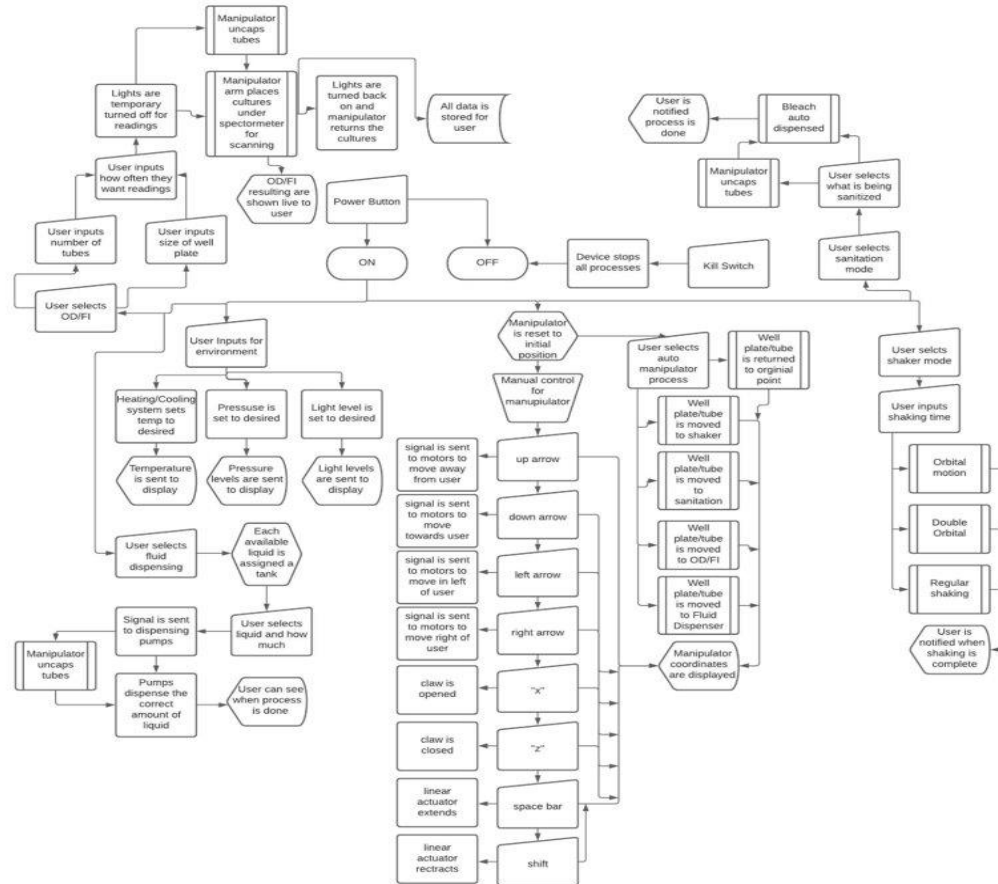 Manipulator
uncaps
tubes
Lights are
temporary
turned off for
readings
Manipulator
arm places
cultures
under
spectormeter
for
scanning
Lights are
turned back
on and
manipulator
returns the
cultures
All data is
stored for
user
User is
notified
process is
done
Bleach
auto
dispensed
User inputs
how often they
want readings
OD/FI
resulting are
shown live to
user
Power Button
Manipulator
uncaps
tubes
User selects
what is being
sanitized
User inputs
number of
tubes
User inputs
size of well
plate
ON
OFF
Device stops
all processes
Kill Switch
User selects
sanitation
mode
User selects
OD/FI
User Inputs for
environment
Manipulator
is reset to
initial
position
User selects
auto
manipulator
process
Well
plate/tube
is returned
to orginial
point
User selcts
shaker mode
Heating/Cooling
system sets
temp to
desired
Pressuse is
set to desired
Light level is
set to desired
Manual control
for
manupiulator
User inputs
shaking time
Temperature
is sent to
display
Pressure
levels are sent
to display
Light levels
are sent to
display
signal is sent
to motors to
move away
from user
up arrow
Well
plate/tube
is moved
to shaker
Orbital
motion
signal is sent
to motors to
move
towards user
down arrow
Well
plate/tube
is moved
to
sanitation
Double
Orbital
User selects
fluid
dispensing
Each
available
liquid is
assigned a
tank
signal is sent
to motors to
move in left
of user
left arrow
Well
plate/tube
is moved
to OD/FI
Regular
shaking
Signal is sent
to dispensing
pumps
User selects
liquid and how
much
signal is sent
to motors to
move right of
user
right arrow
Well
plate/tube
is moved
to Fluid
Dispenser
User is
notified when
shaking is
complete
Manipulator
uncaps
tubes
Pumps
dispense the
correct
amount of
liquid
User can see
when process
is done
claw is
opened
"x"
Manipulator
coordinates
are displayed
claw is
closed
"z"
linear
actuator
extends
space bar
linear
actuator
rectracts
shift